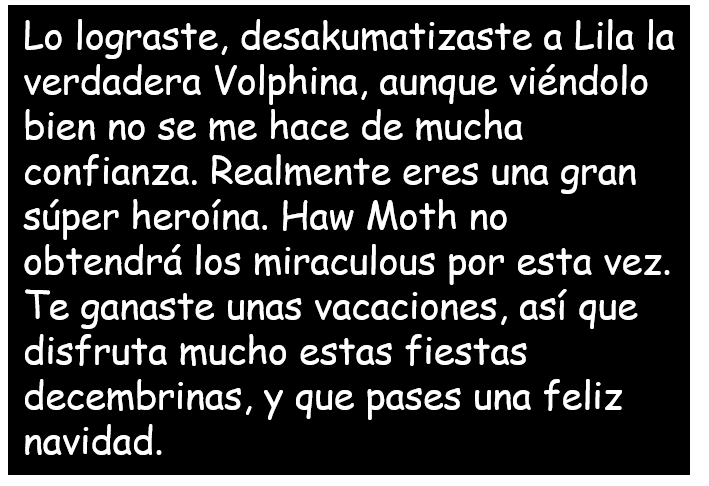 Lo lograste, desakumatizaste a Lila la
verdadera Volphina, aunque viéndolo
bien no se me hace de mucha
confianza. Realmente eres una gran
súper heroína. Haw Moth no
obtendrá los miraculous por esta vez.
Te ganaste unas vacaciones, así que
disfruta mucho estas fiestas
decembrinas, y que pases una feliz
navidad.